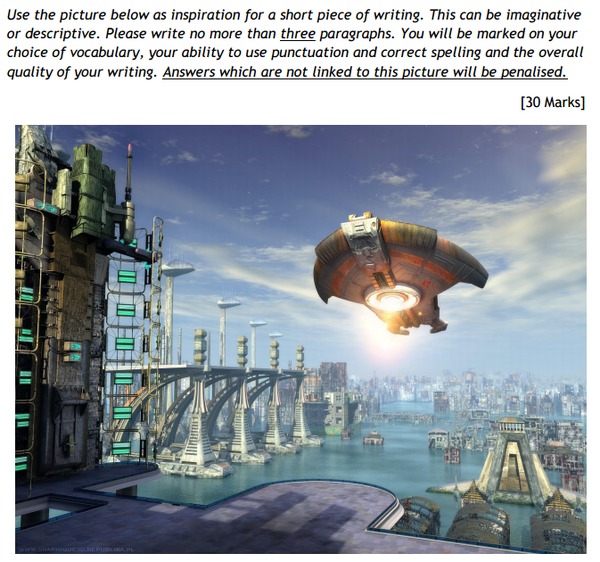 Use the picture below as inspiration for a short piece of writing. This can be imaginative
or descriptive. Please write no more than three paragraphs. You will be marked on your
choice of vocabulary, your ability to use punctuation and correct spelling and the overall
quality of your writing. Answers which are not linked to this picture will be penalised.
[30 Marks]